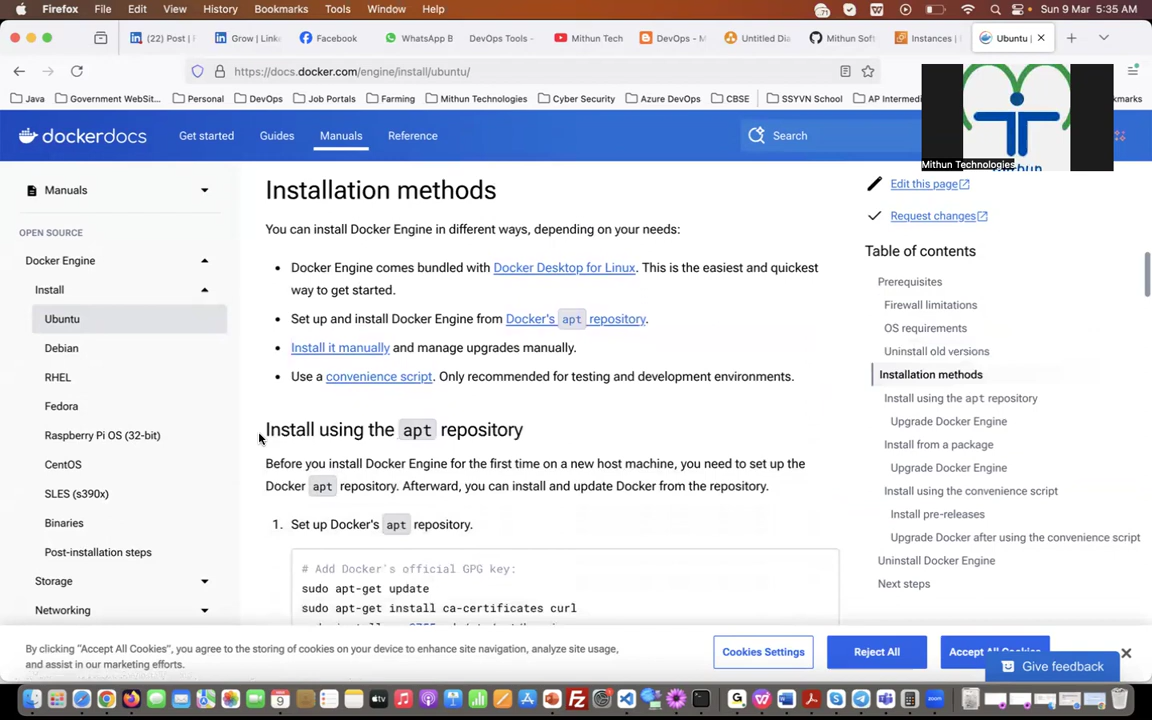 Firefox File Edit View History Bookmarks Tools Window Help Sun 9 Mar 5:35 AM
(22) Post | Grow | Link Facebook WhatsApp B DevOps Tools - Mithun Tech DevOps - M Untitled Dia Mithun Soft Instances | Ubuntu |
https://docs.docker.com/engine/install/ubuntu/
Java Government WebSit... Personal DevOps Job Portals Farming Mithun Technologies Cyber Security Azure DevOps CBSE SSYVN School AP Intermedi
Mithun Technologies
dockerdocs Get started Guides Manuals Reference Search
Manuals
OPEN SOURCE
Docker Engine
Install
Ubuntu
Debian
RHEL
Fedora
Raspberry Pi OS (32-bit)
CentOS
SLES (s390x)
Binaries
Post-installation steps
Storage
Networking
Installation methods
You can install Docker Engine in different ways, depending on your needs:
• Docker Engine comes bundled with Docker Desktop for Linux. This is the easiest and quickest
way to get started.
• Set up and install Docker Engine from Docker's apt repository.
• Install it manually and manage upgrades manually.
• Use a convenience script. Only recommended for testing and development environments.
Install using the apt repository
Before you install Docker Engine for the first time on a new host machine, you need to set up the
Docker apt repository. Afterward, you can install and update Docker from the repository.
1. Set up Docker's apt repository.
# Add Docker's official GPG key:
sudo apt-get update
sudo apt-get install ca-certificates curl
Edit this page
Request changes
Table of contents
Prerequisites
Firewall limitations
OS requirements
Uninstall old versions
Installation methods
Install using the apt repository
Upgrade Docker Engine
Install from a package
Upgrade Docker Engine
Install using the convenience script
Install pre-releases
Upgrade Docker after using the convenience script
Uninstall Docker Engine
Next steps
By clicking "Accept All Cookies", you agree to the storing of cookies on your device to enhance site navigation, analyze site usage,
and assist in our marketing efforts.
Cookies Settings Reject All Accept All Cookies
Give feedback